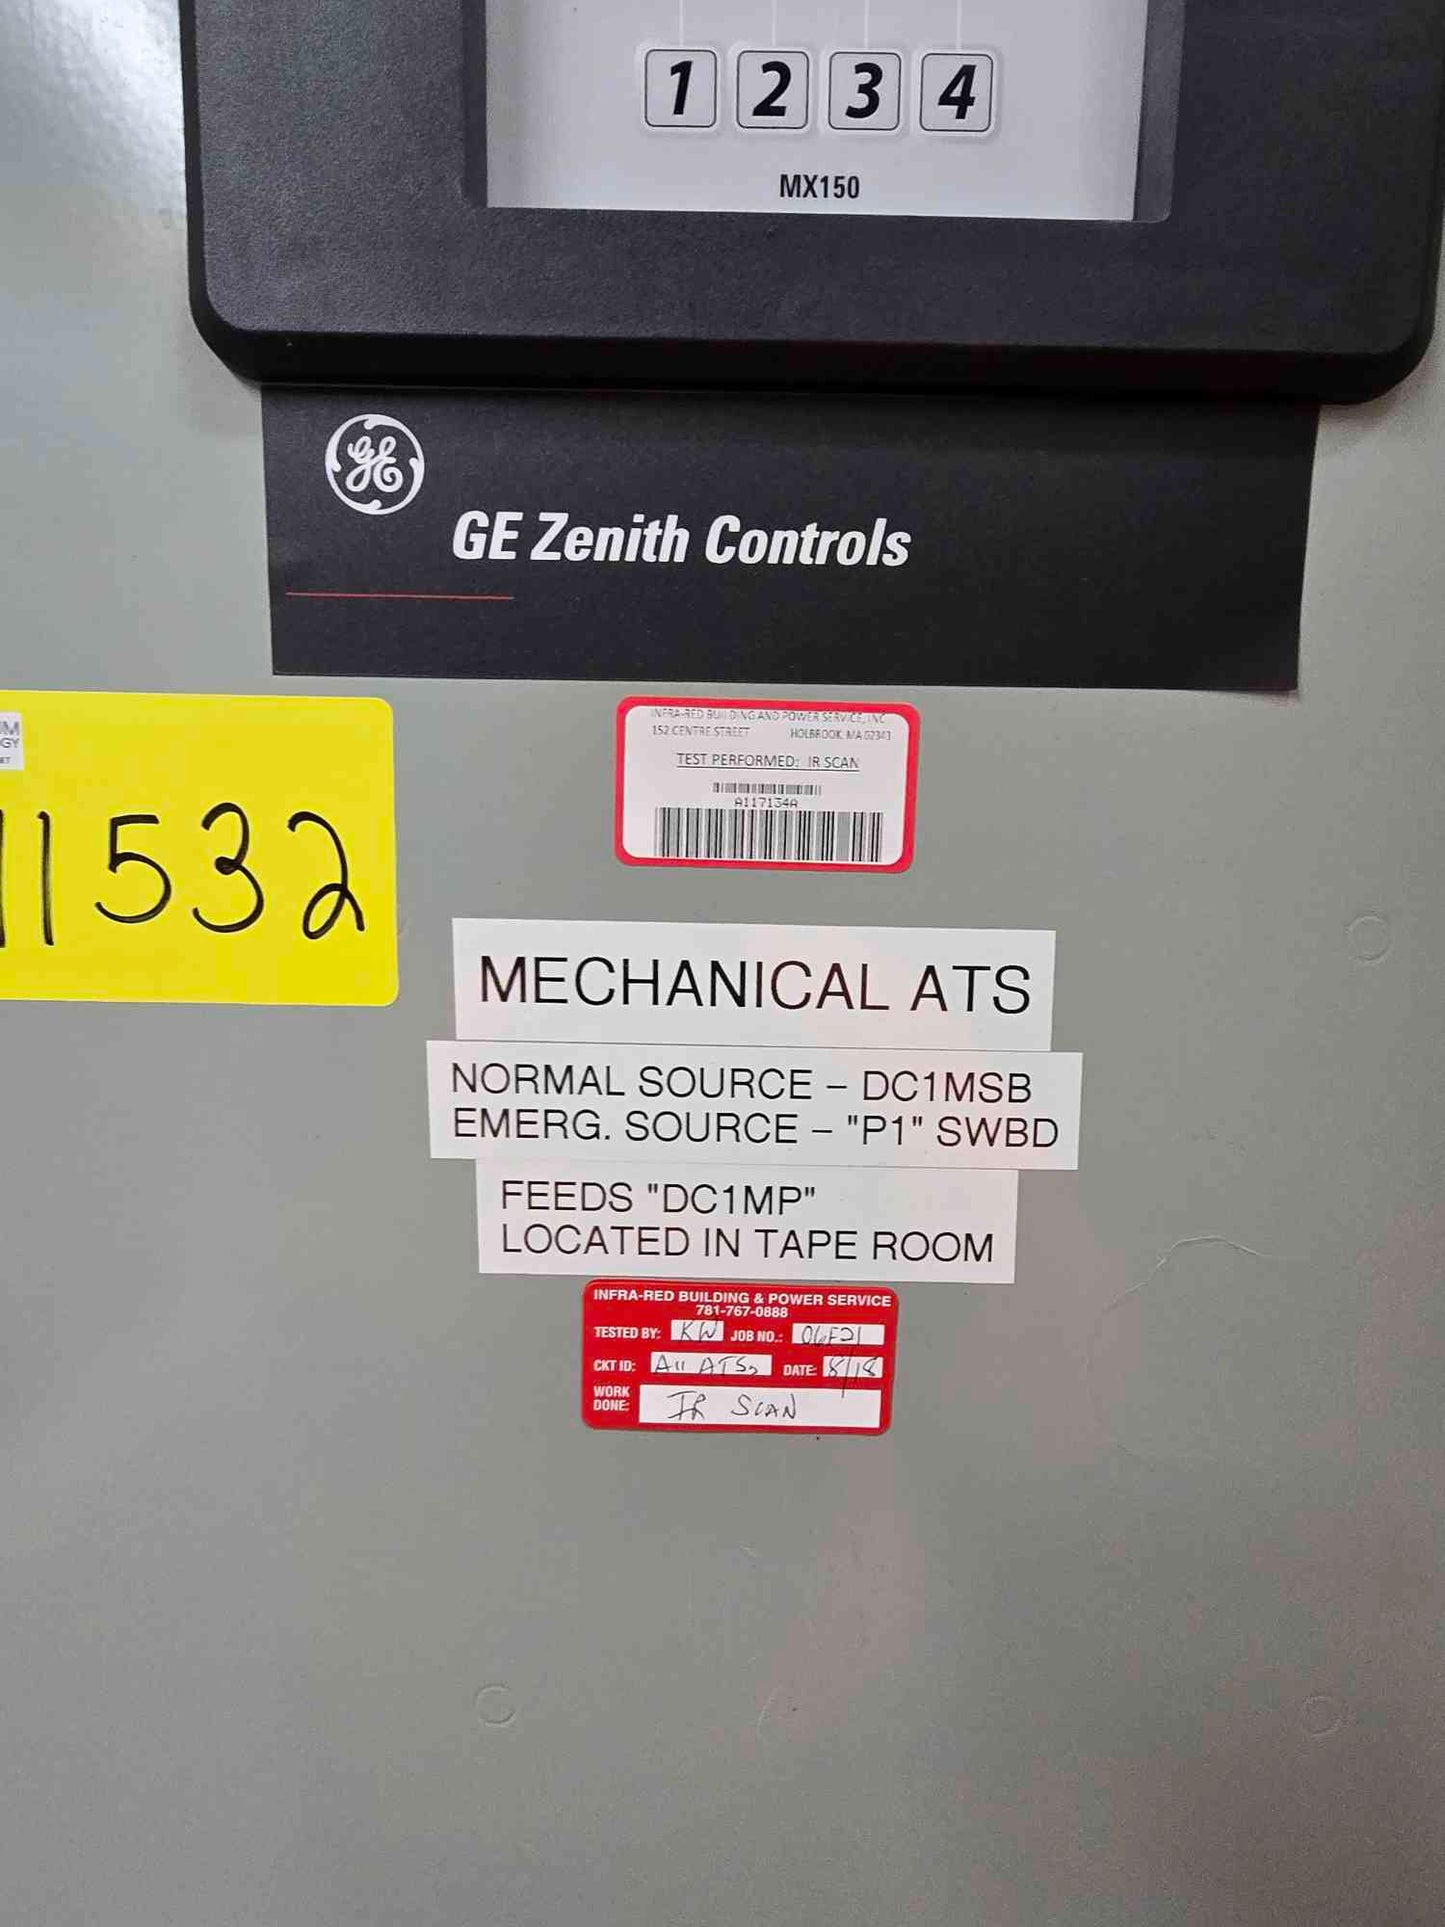 1 2 3 4
MX150
GE
GE Zenith Controls
INFRA-RED BUILDING AND POWER SERVICE, INC
152 CENTRE STREET HOLBROOK, MA 02343
TEST PERFORMED: IR SCAN
A117134A
11532
MECHANICAL ATS
NORMAL SOURCE – DC1MSB
EMERG. SOURCE – "P1" SWBD
FEEDS "DC1MP"
LOCATED IN TAPE ROOM
INFRA-RED BUILDING & POWER SERVICE
781-767-0888
TESTED BY: KW JOB NO.: 06F21
CKT ID: All ATSs DATE: 8/18
WORK
DONE: IR SCAN